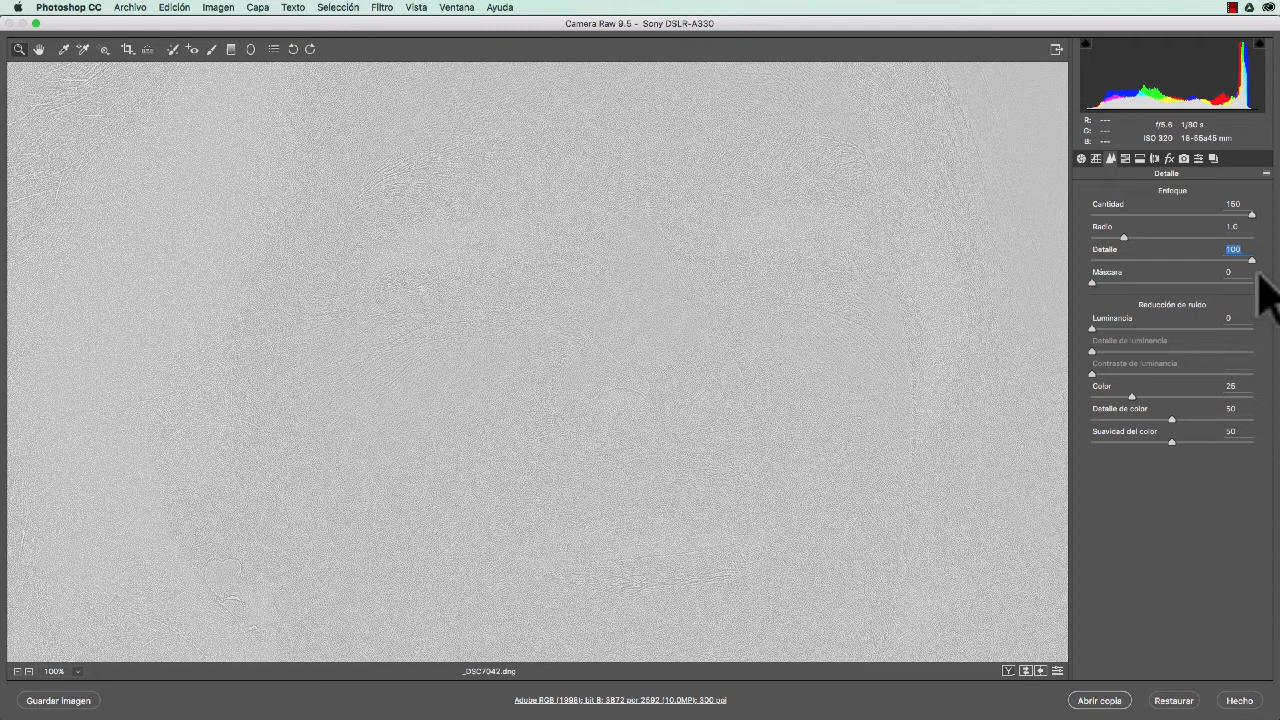 Photoshop CC Archivo Edición Imagen Capa Texto Selección Filtro Vista Ventana Ayuda
Camera Raw 9.5 - Sony DSLR-A330
R: ---
G: ---
B: ---
f/5.6 1/80 s
ISO 320 18-55a45 mm
Detalle
Enfoque
Cantidad 150
Radio 1.0
Detalle 100
Máscara 0
Reducción de ruido
Luminancia 0
Detalle de luminancia
Contraste de luminancia
Color 25
Detalle de color 50
Suavidad del color 50
100% _DSC7042.dng Y
Guardar imagen Adobe RGB (1998); bit 8; 3872 por 2592 (10.0MP); 300 ppi Abrir copia Restaurar Hecho